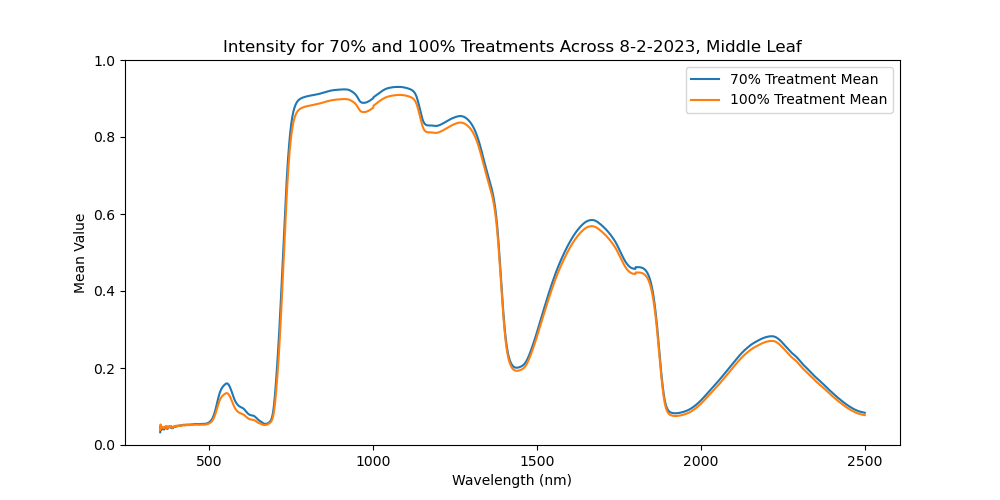 Intensity for 70% and 100% Treatments Across 8-2-2023, Middle Leaf
1.0
70% Treatment Mean
100% Treatment Mean
0.8
0.6
Mean Value
0.4
0.2
0.0
500 1000 1500 2000 2500
Wavelength (nm)